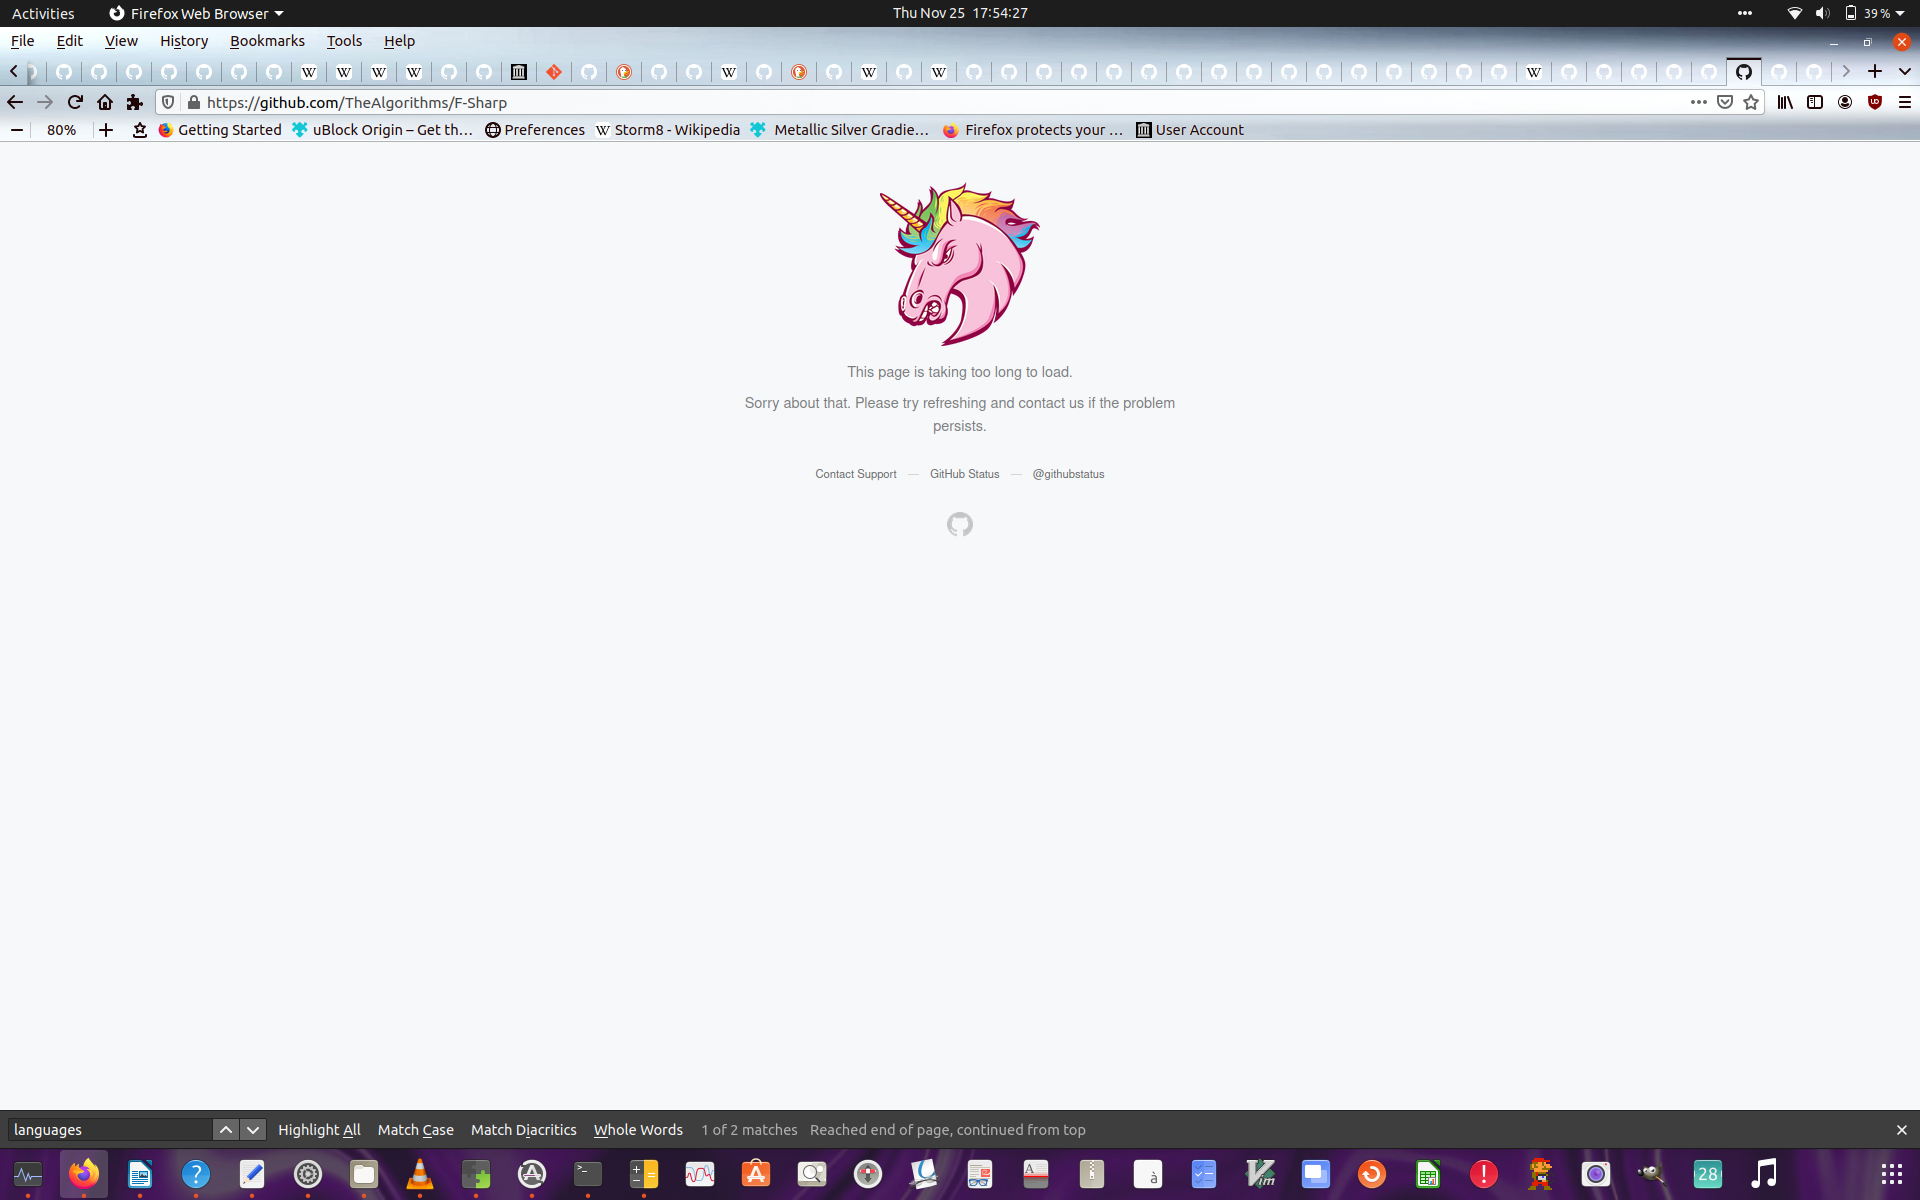 Activities Firefox Web Browser Thu Nov 25 17:54:27 39 %
File Edit View History Bookmarks Tools Help
https://github.com/TheAlgorithms/F-Sharp
80% Getting Started uBlock Origin – Get th… Preferences Storm8 - Wikipedia Metallic Silver Gradie… Firefox protects your … User Account
This page is taking too long to load.
Sorry about that. Please try refreshing and contact us if the problem
persists.
Contact Support — GitHub Status — @githubstatus
languages Highlight All Match Case Match Diacritics Whole Words 1 of 2 matches Reached end of page, continued from top
28